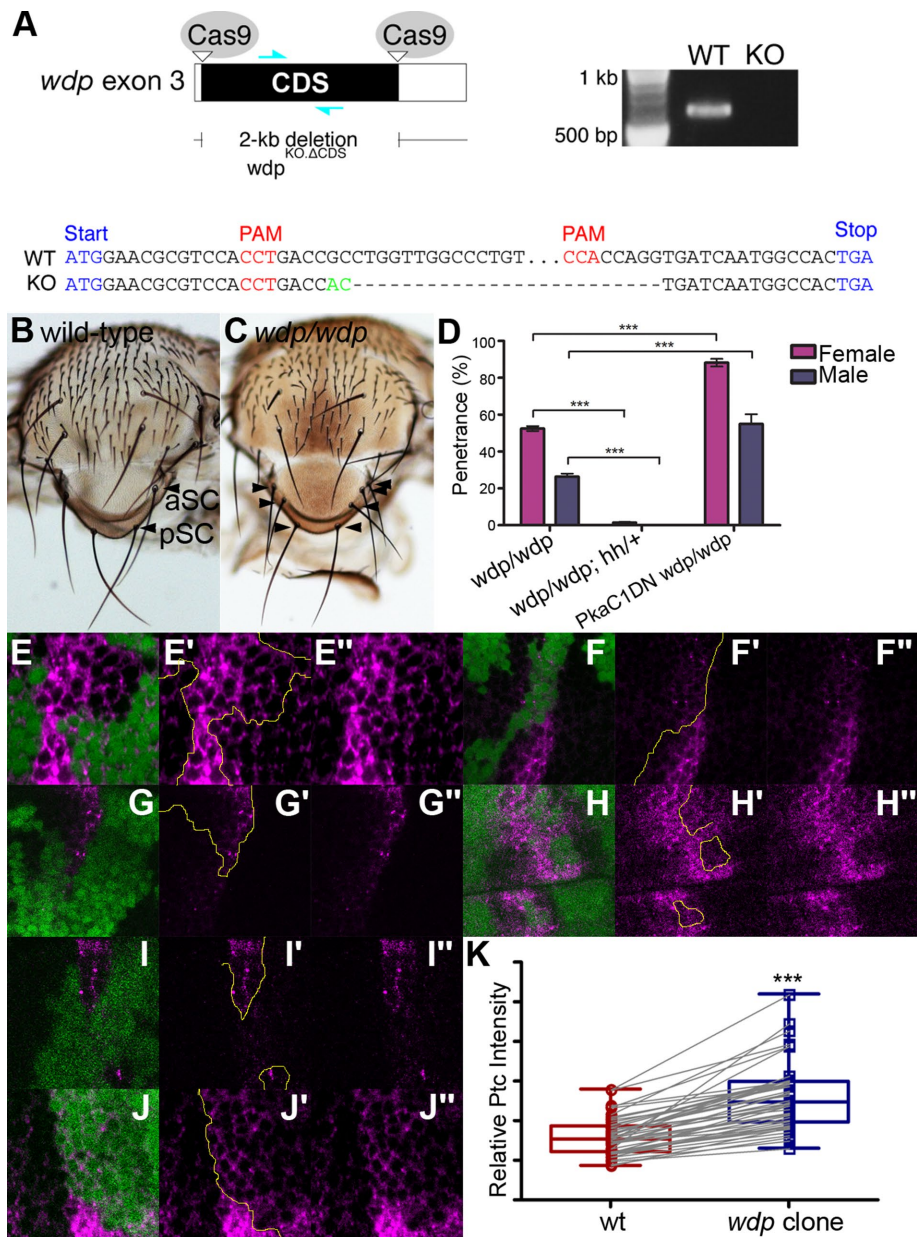 A
Cas9 Cas9
wdp exon 3 CDS
2-kb deletion
wdp KO.ΔCDS
WT KO
1 kb
500 bp
Start PAM PAM Stop
WT ATGGAACGCGTCCACCTGACCGCCTGGTTGGCCCTGT...CCACCAGGTGATCAATGGCCACTGA
KO ATGGAACGCGTCCACCTGACCAC-----------------------TGATCAATGGCCACTGA
B wild-type
aSC
pSC
C wdp/wdp
D
Penetrance (%)
100
80
60
40
20
0
*** ***
*** ***
Female
Male
wdp/wdp
wdp/wdp; hh/+
PkaC1DN wdp/wdp
E E' E" F F' F"
G G' G" H H' H"
I I' I"
J J' J"
K
Relative Ptc Intensity
***
wt wdp clone